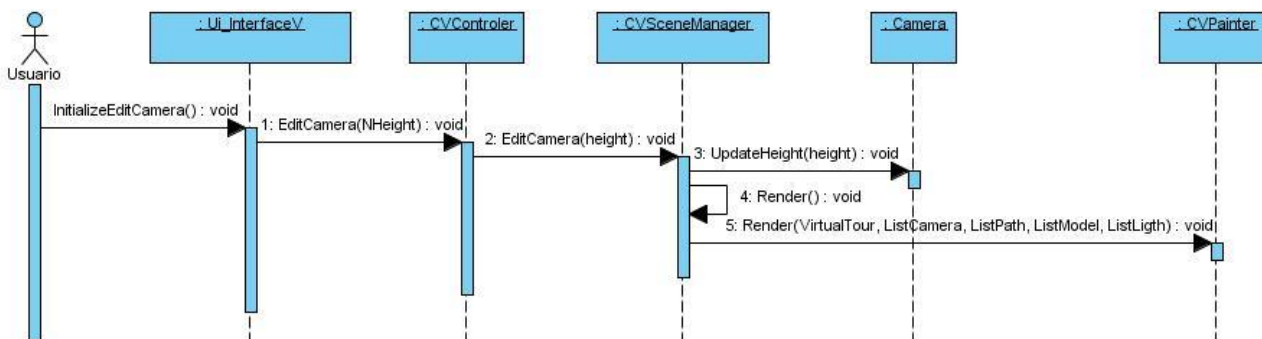 : Ui_InterfaceV
: CVControler
: CVSceneManager
: Camera
: CVPainter
Usuario
InitializeEditCamera() : void
1: EditCamera(NHeight) : void
2: EditCamera(height) : void
3: UpdateHeight(height) : void
4: Render() : void
5: Render(VirtualTour, ListCamera, ListPath, ListModel, ListLigth) : void